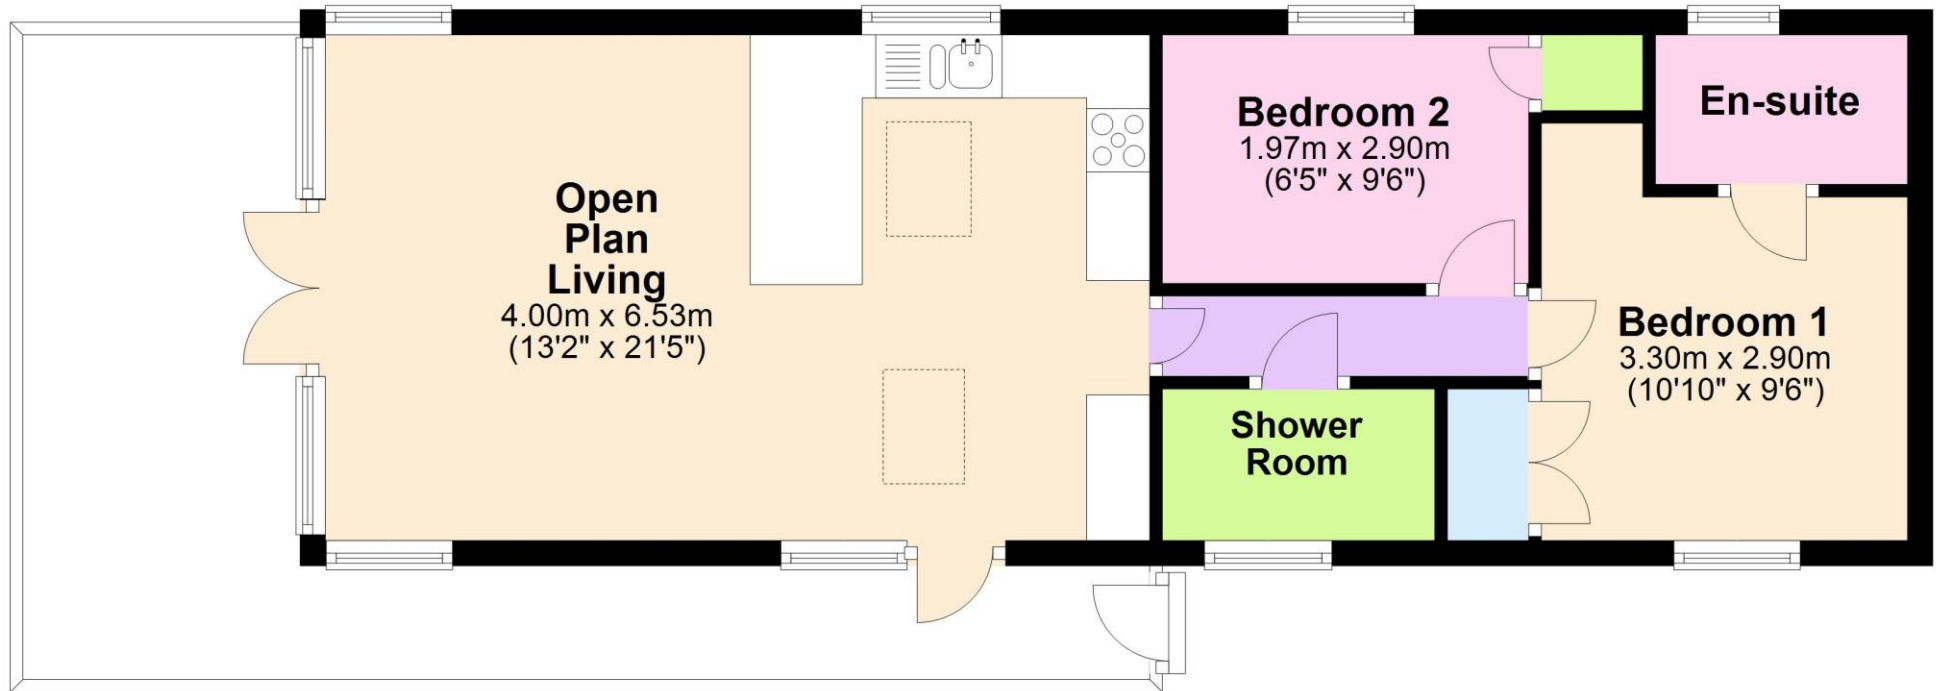 Open
Plan
Living
4.00m x 6.53m
(13'2" x 21'5")
Bedroom 2
1.97m x 2.90m
(6'5" x 9'6")
En-suite
Bedroom 1
3.30m x 2.90m
(10'10" x 9'6")
Shower
Room